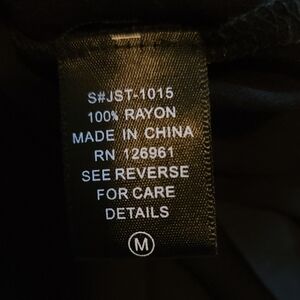 S#JST-1015
100% RAYON
MADE IN CHINA
RN 126961
SEE REVERSE
FOR CARE
DETAILS
M